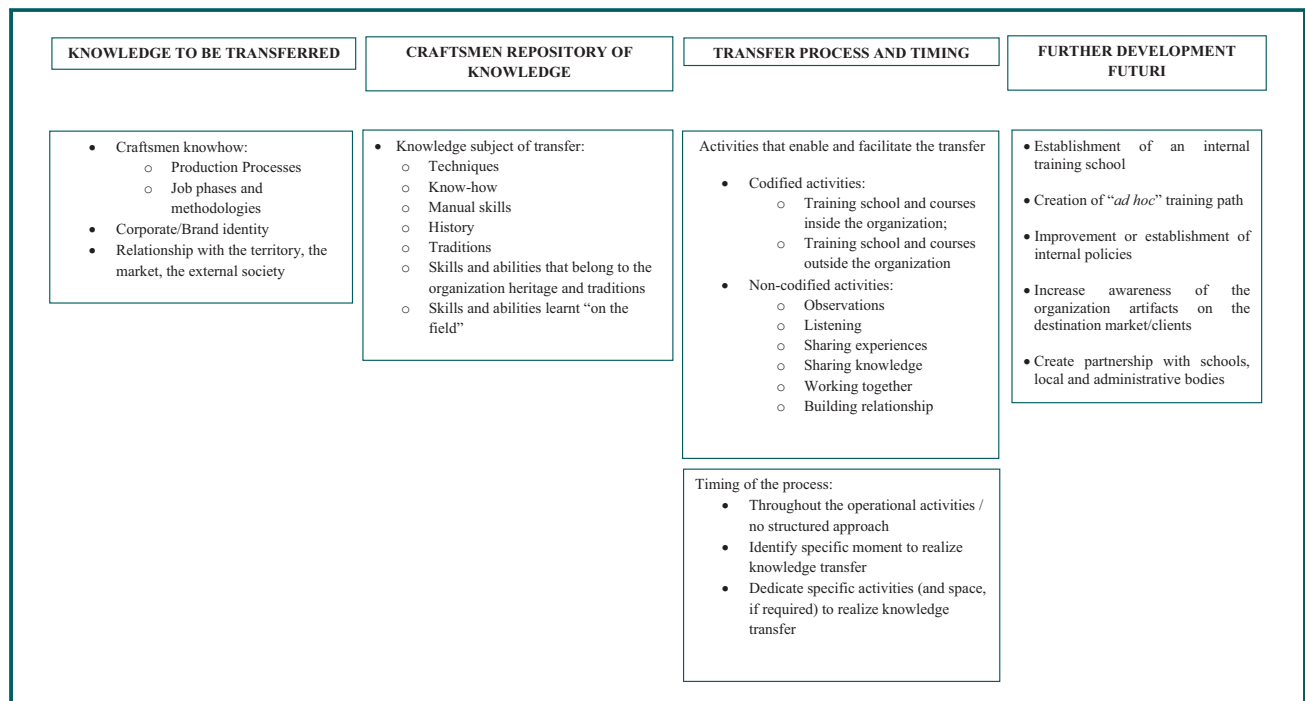 KNOWLEDGE TO BE TRANSFERRED
CRAFTSMEN REPOSITORY OF
KNOWLEDGE
TRANSFER PROCESS AND TIMING
FURTHER DEVELOPMENT
FUTURI
• Craftsmen knowhow:
o Production Processes
o Job phases and
methodologies
• Corporate/Brand identity
• Relationship with the territory, the
market, the external society
• Knowledge subject of transfer:
o Techniques
o Know-how
o Manual skills
o History
o Traditions
o Skills and abilities that belong to the
organization heritage and traditions
o Skills and abilities learnt “on the
field”
Activities that enable and facilitate the transfer
• Codified activities:
o Training school and courses
inside the organization;
o Training school and courses
outside the organization
• Non-codified activities:
o Observations
o Listening
o Sharing experiences
o Sharing knowledge
o Working together
o Building relationship
Timing of the process:
• Throughout the operational activities /
no structured approach
• Identify specific moment to realize
knowledge transfer
• Dedicate specific activities (and space,
if required) to realize knowledge
transfer
• Establishment of an internal
training school
• Creation of “ad hoc” training path
• Improvement or establishment of
internal policies
• Increase awareness of the
organization artifacts on the
destination market/clients
• Create partnership with schools,
local and administrative bodies